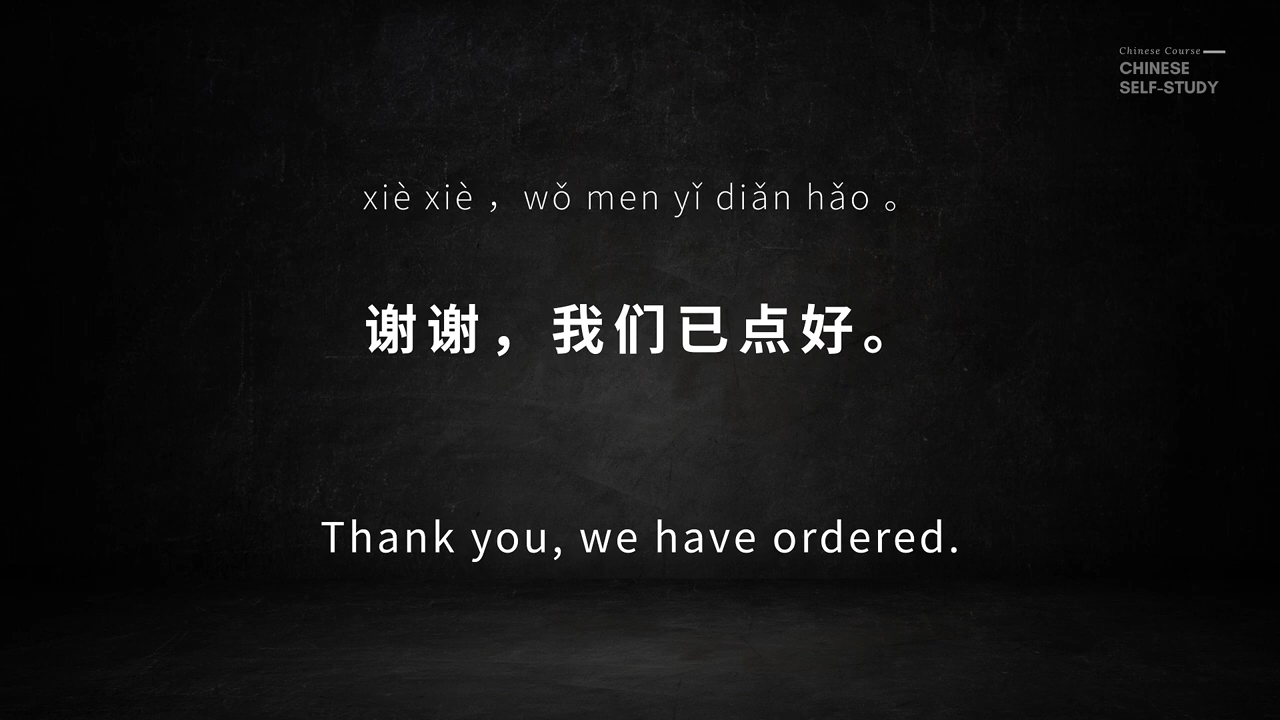 Chinese Course
CHINESE
SELF-STUDY
xiè xiè ，wǒ men yǐ diǎn hǎo 。
谢谢，我们已点好。
Thank you, we have ordered.